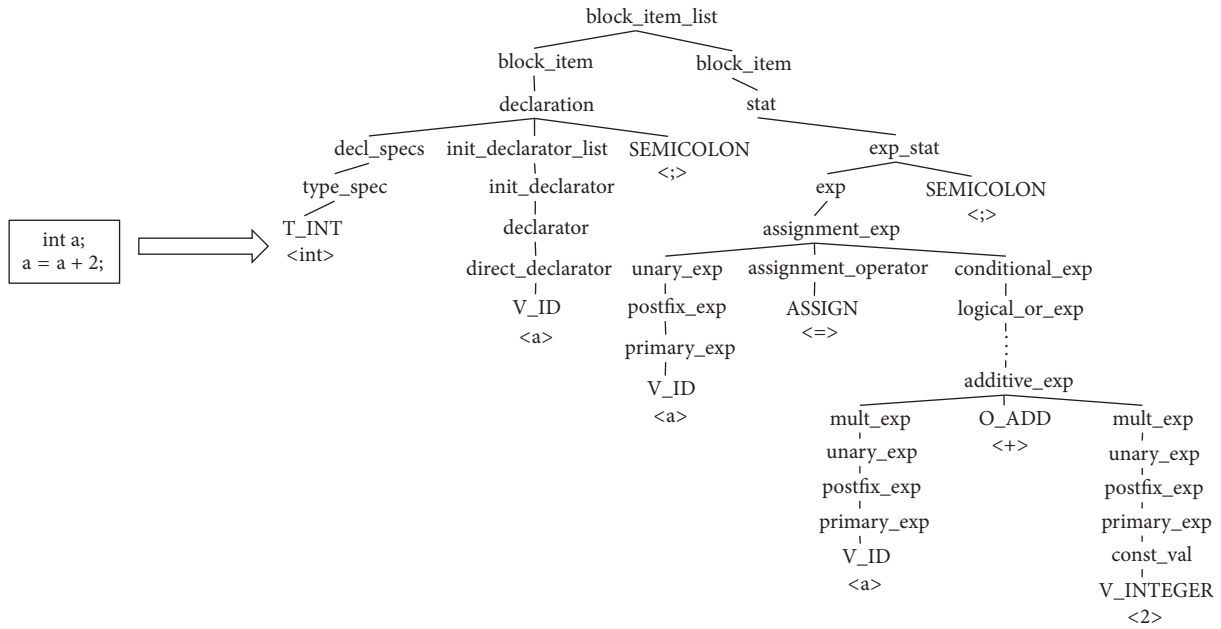 block_item_list
block_item block_item
declaration stat
decl_specs init_declarator_list SEMICOLON exp_stat
<;>
type_spec init_declarator exp SEMICOLON
<;>
int a;
a = a + 2;
T_INT declarator assignment_exp
<int>
direct_declarator unary_exp assignment_operator conditional_exp
V_ID postfix_exp ASSIGN logical_or_exp
<a> <=>
primary_exp
additive_exp
V_ID
<a> mult_exp O_ADD mult_exp
<+>
unary_exp unary_exp
postfix_exp postfix_exp
primary_exp primary_exp
V_ID const_val
<a> V_INTEGER
<2>